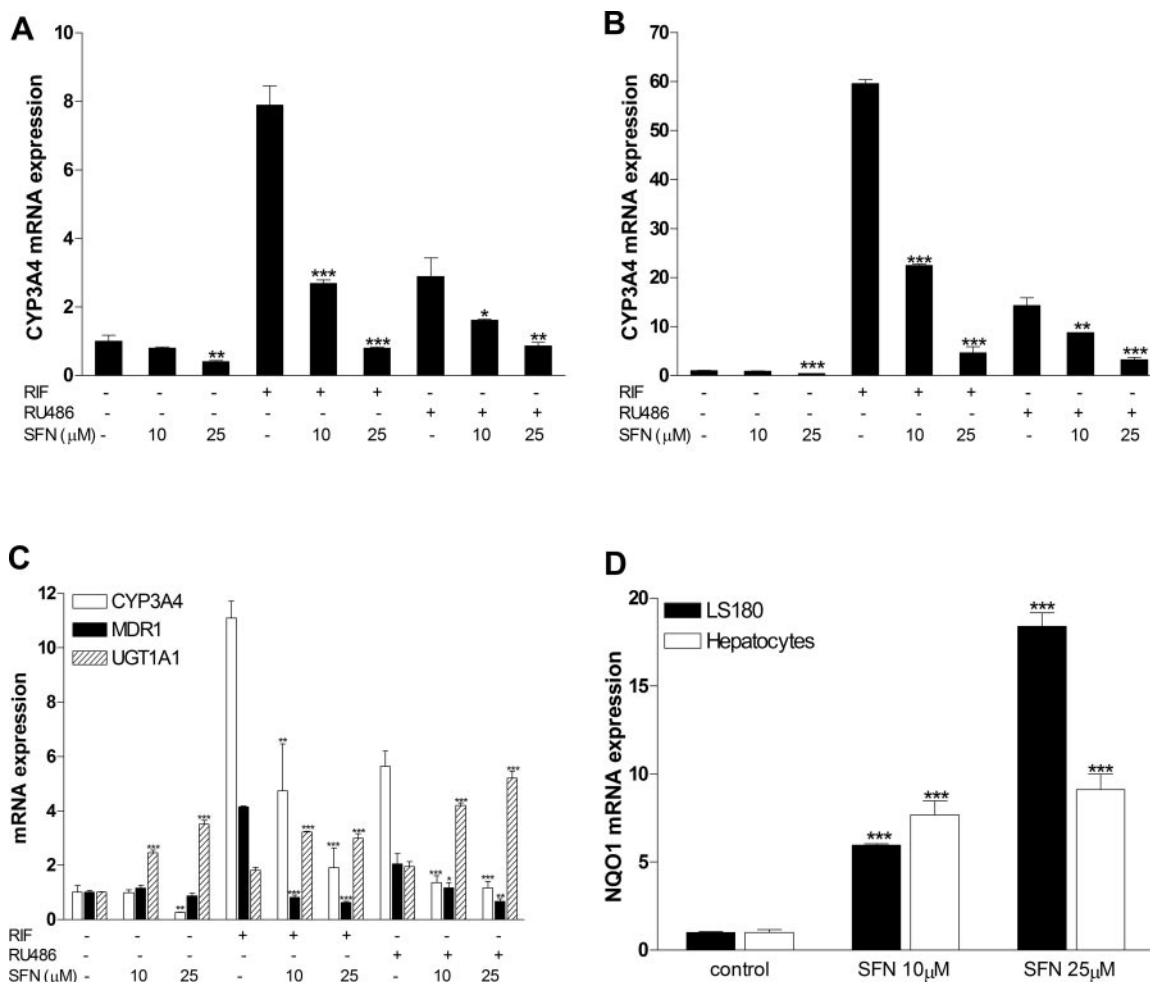 A
CYP3A4 mRNA expression
10
8
6
4
2
0
***
***
*
**
**
RIF - - - + + + - - -
RU486 - - - - - - + + +
SFN (μM) - 10 25 - 10 25 - 10 25
B
CYP3A4 mRNA expression
70
60
50
40
30
20
10
0
***
***
***
**
***
RIF - - - + + + - - -
RU486 - - - - - - + + +
SFN (μM) - 10 25 - 10 25 - 10 25
C
mRNA expression
12
10
8
6
4
2
0
CYP3A4
MDR1
UGT1A1
***
***
**
**
***
***
***
***
***
***
*
***
***
**
***
RIF - - - + + + - - -
RU486 - - - - - - + + +
SFN (μM) - 10 25 - 10 25 - 10 25
D
NQO1 mRNA expression
20
15
10
5
0
LS180
Hepatocytes
***
***
***
***
control SFN 10μM SFN 25μM